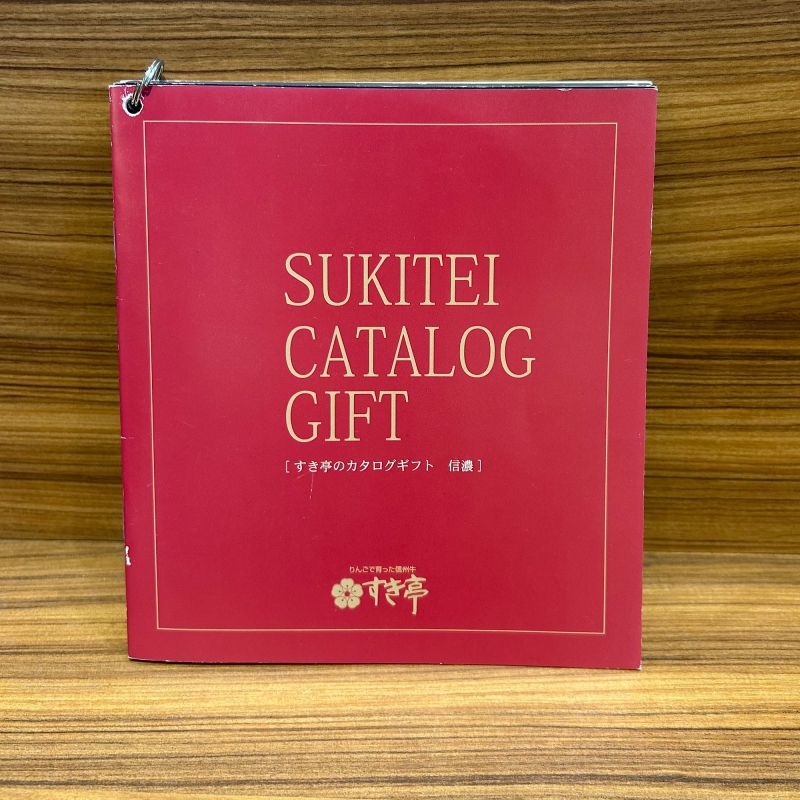 SUKITEI
CATALOG
GIFT
[ すき亭のカタログギフト　信濃 ]
りんごで育った信州牛
すき亭